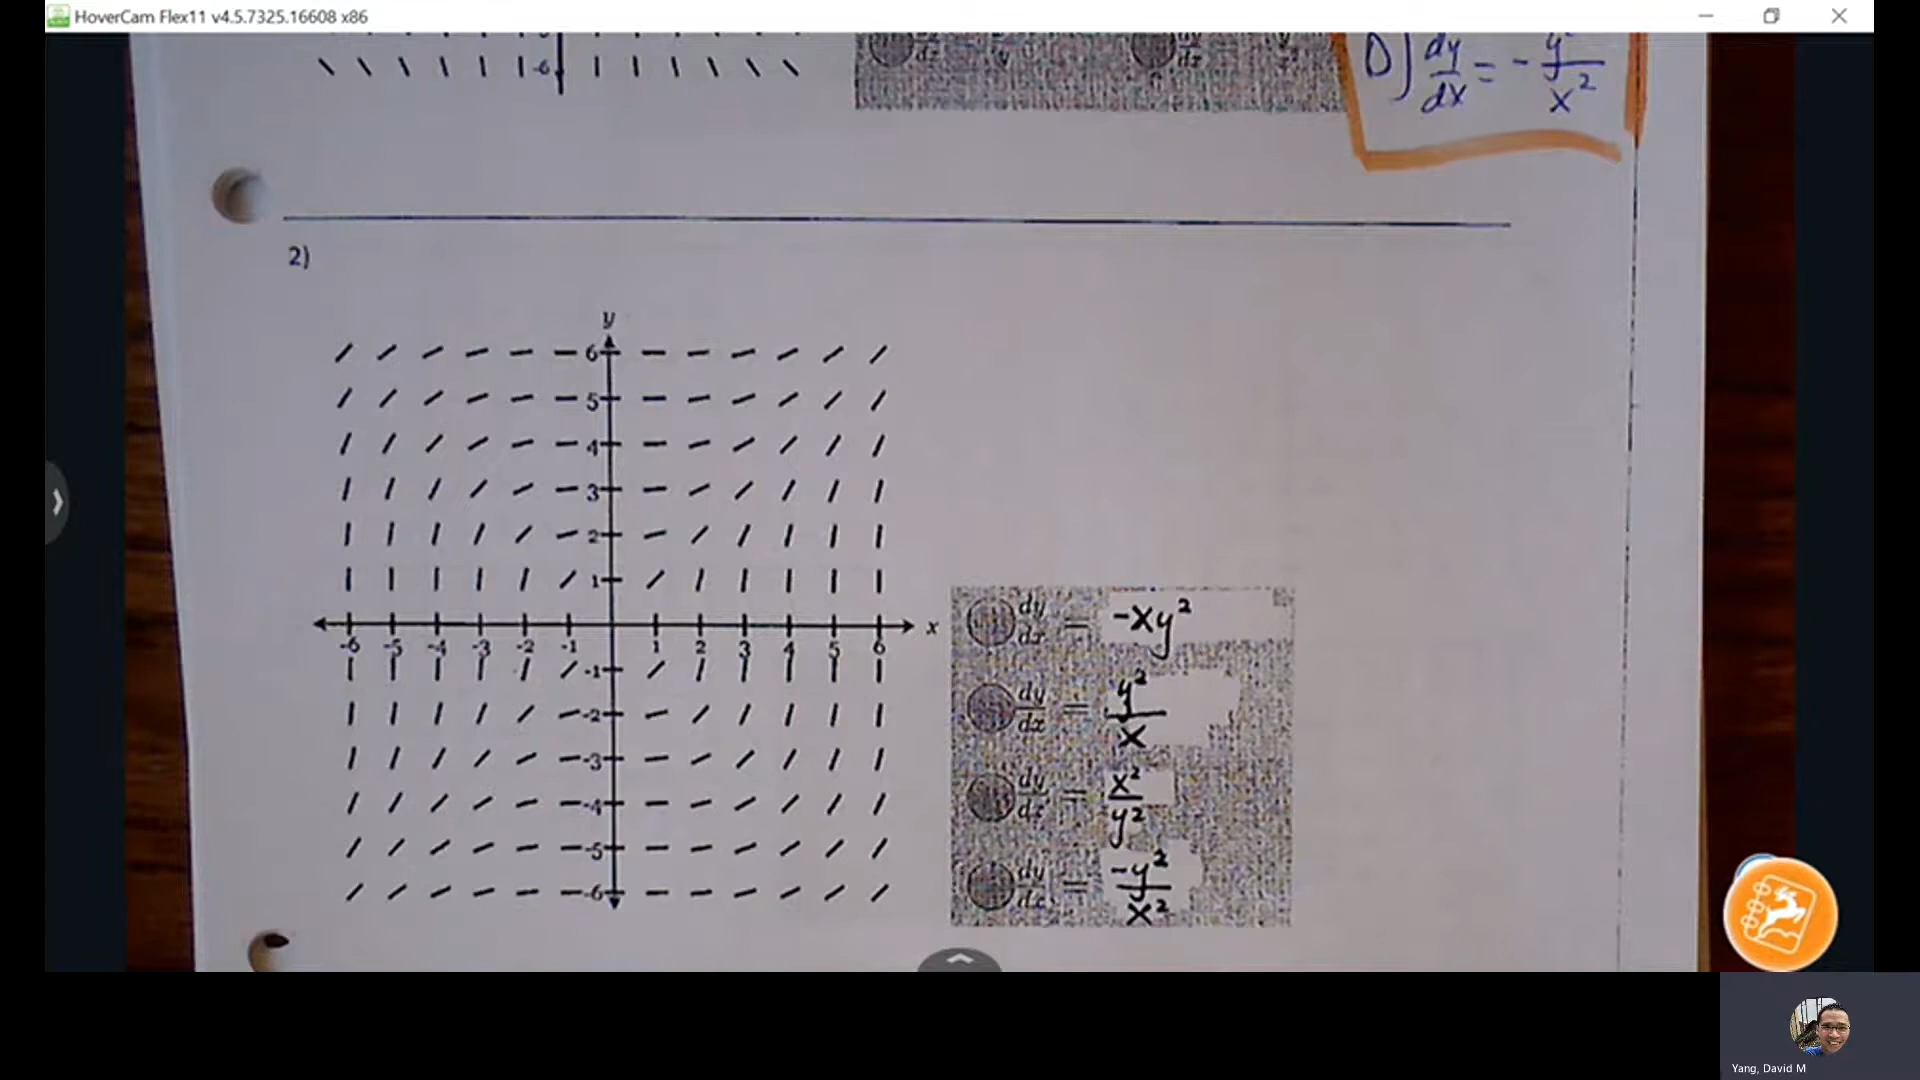 HoverCam Flex11 v4.5.7325.16608 x86
-6
D) dy/dx = - y²/x²
2)
y
6
5
4
3
2
1
x
-6 -5 -4 -3 -2 -1 1 2 3 4 5 6
-1
-2
-3
-4
-5
-6
dy/dx = -xy²
dy/dx = y²/x
dy/dx = x²/y²
dy/dx = -y²/x²
Yang, David M